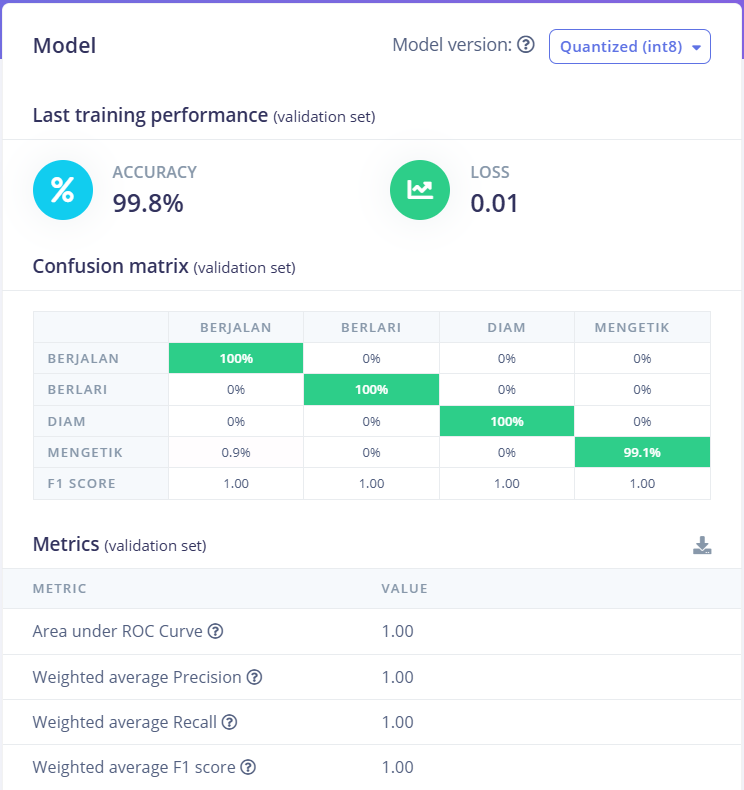 Model
Model version: Quantized (int8)
Last training performance (validation set)
% ACCURACY
99.8%
LOSS
0.01
Confusion matrix (validation set)
BERJALAN BERLARI DIAM MENGETIK
BERJALAN 100% 0% 0% 0%
BERLARI 0% 100% 0% 0%
DIAM 0% 0% 100% 0%
MENGETIK 0.9% 0% 0% 99.1%
F1 SCORE 1.00 1.00 1.00 1.00
Metrics (validation set)
METRIC VALUE
Area under ROC Curve 1.00
Weighted average Precision 1.00
Weighted average Recall 1.00
Weighted average F1 score 1.00